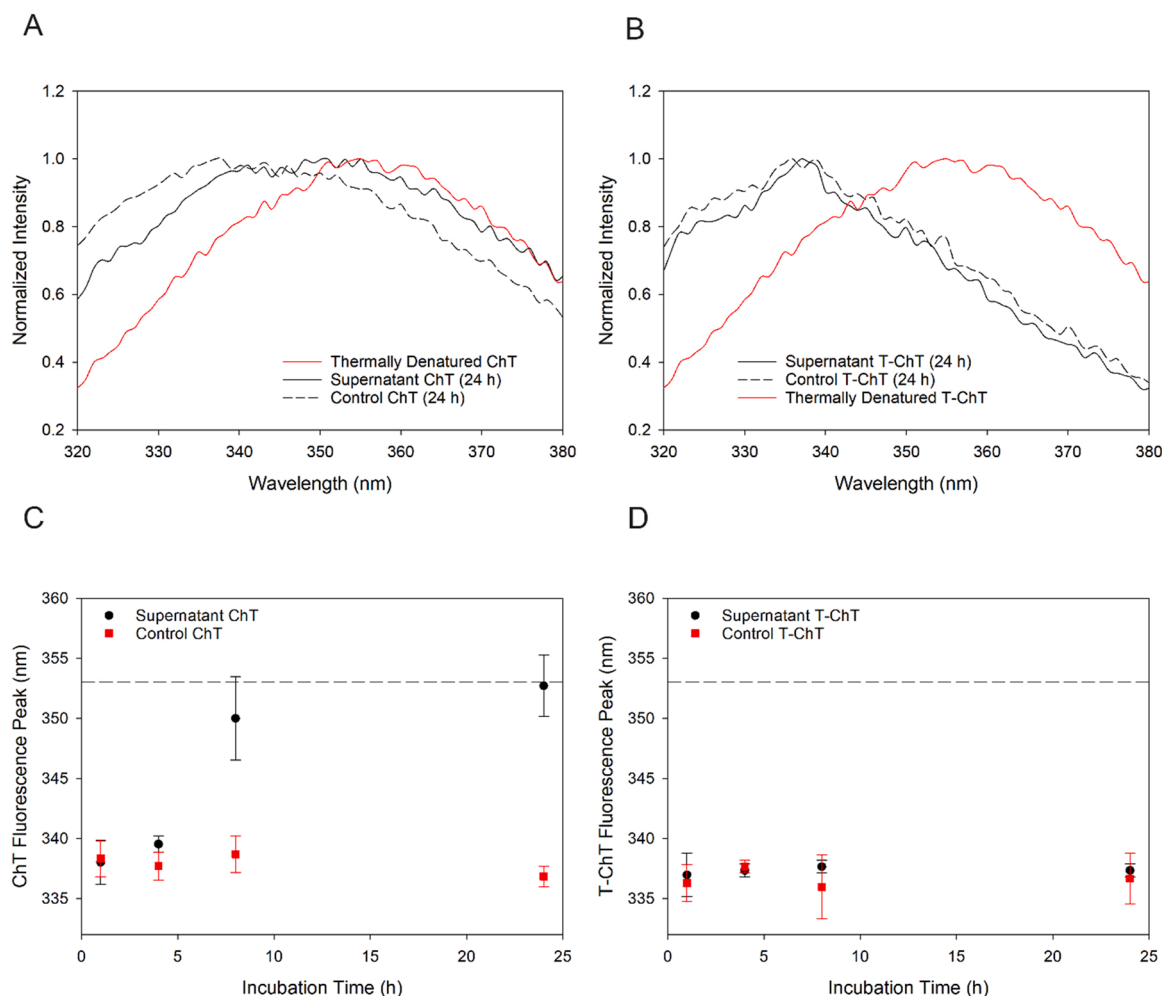 A
1.2
1.0
0.8
0.6
0.4
0.2
Normalized Intensity
Thermally Denatured ChT
Supernatant ChT (24 h)
Control ChT (24 h)
320 330 340 350 360 370 380
Wavelength (nm)
B
1.2
1.0
0.8
0.6
0.4
0.2
Normalized Intensity
Supernatant T-ChT (24 h)
Control T-ChT (24 h)
Thermally Denatured T-ChT
320 330 340 350 360 370 380
Wavelength (nm)
C
360
355
350
345
340
335
ChT Fluorescence Peak (nm)
Supernatant ChT
Control ChT
0 5 10 15 20 25
Incubation Time (h)
D
360
355
350
345
340
335
T-ChT Fluorescence Peak (nm)
Supernatant T-ChT
Control T-ChT
0 5 10 15 20 25
Incubation Time (h)